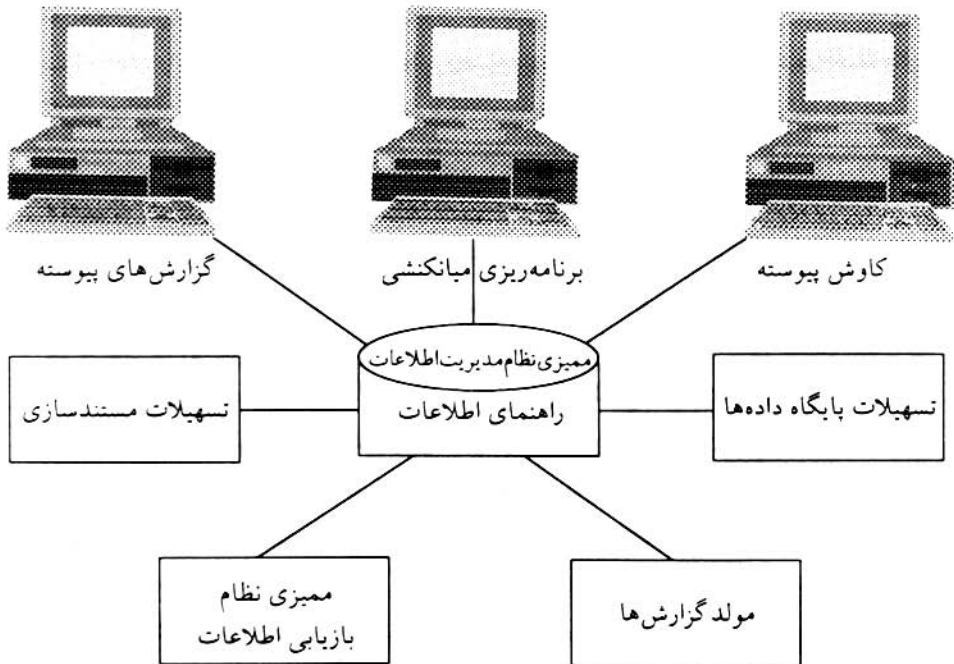 کاوش پیوسته
برنامه‌ریزی میانکنشی
گزارش‌های پیوسته
ممیزی نظام مدیریت اطلاعات
راهنمای اطلاعات
تسهیلات پایگاه داده‌ها
تسهیلات مستندسازی
مولد گزارش‌ها
ممیزی نظام
بازیابی اطلاعات